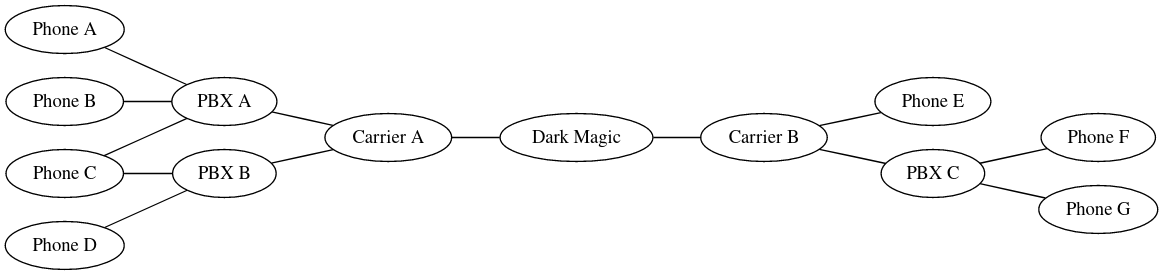 Phone A
Phone B
Phone C
Phone D
PBX A
PBX B
Carrier A
Dark Magic
Carrier B
Phone E
PBX C
Phone F
Phone G